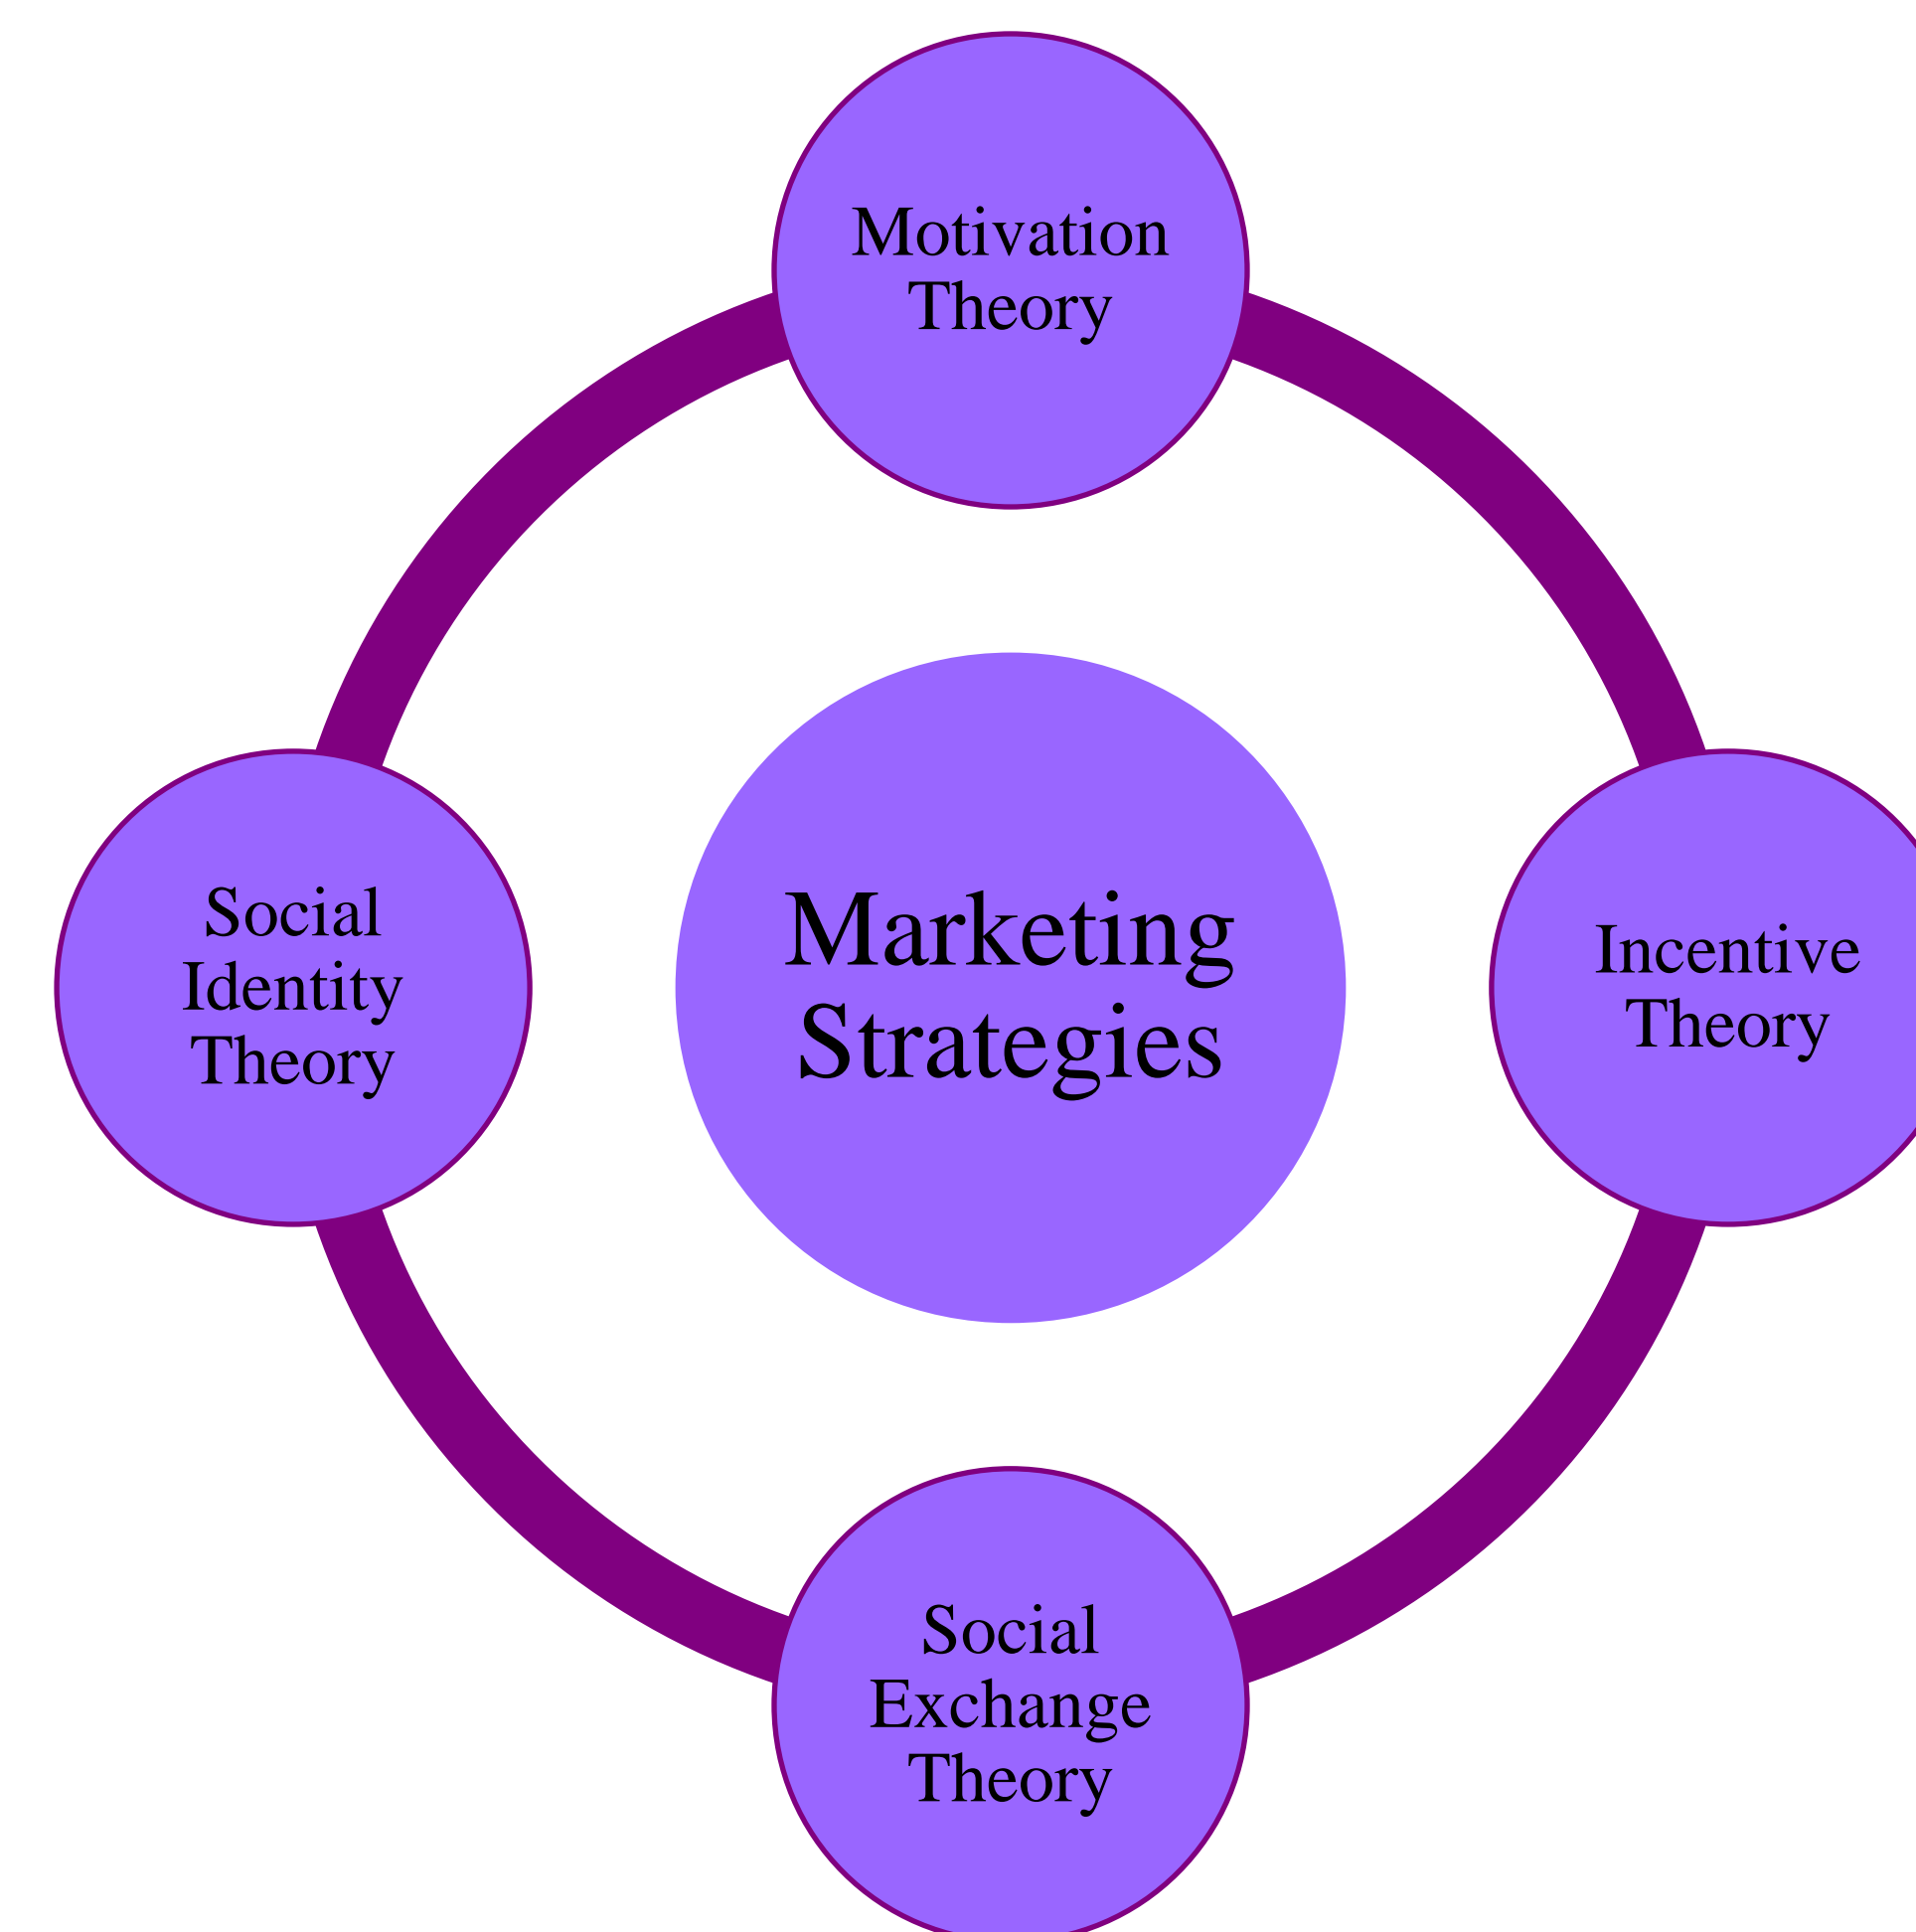 Motivation
Theory
Social
Identity
Theory
Marketing
Strategies
Incentive
Theory
Social
Exchange
Theory